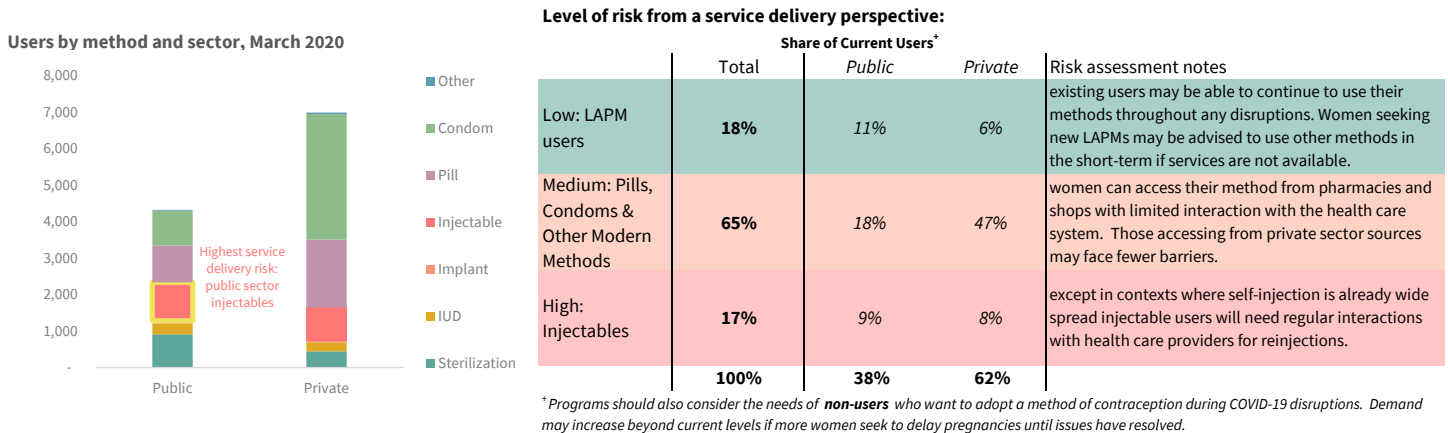 Users by method and sector, March 2020
8,000
7,000
6,000
5,000
4,000
3,000
2,000
1,000
-
Public
Private
Highest service
delivery risk:
public sector
injectables
Other
Condom
Pill
Injectable
Implant
IUD
Sterilization
Level of risk from a service delivery perspective:
Share of Current Users+
Total Public Private Risk assessment notes
Low: LAPM
users
18% 11% 6%
existing users may be able to continue to use their
methods throughout any disruptions. Women seeking
new LAPMs may be advised to use other methods in
the short-term if services are not available.
Medium: Pills,
Condoms &
Other Modern
Methods
65% 18% 47%
women can access their method from pharmacies and
shops with limited interaction with the health care
system. Those accessing from private sector sources
may face fewer barriers.
High:
Injectables
17% 9% 8%
except in contexts where self-injection is already wide
spread injectable users will need regular interactions
with health care providers for reinjections.
100% 38% 62%
+Programs should also consider the needs of non-users who want to adopt a method of contraception during COVID-19 disruptions. Demand
may increase beyond current levels if more women seek to delay pregnancies until issues have resolved.